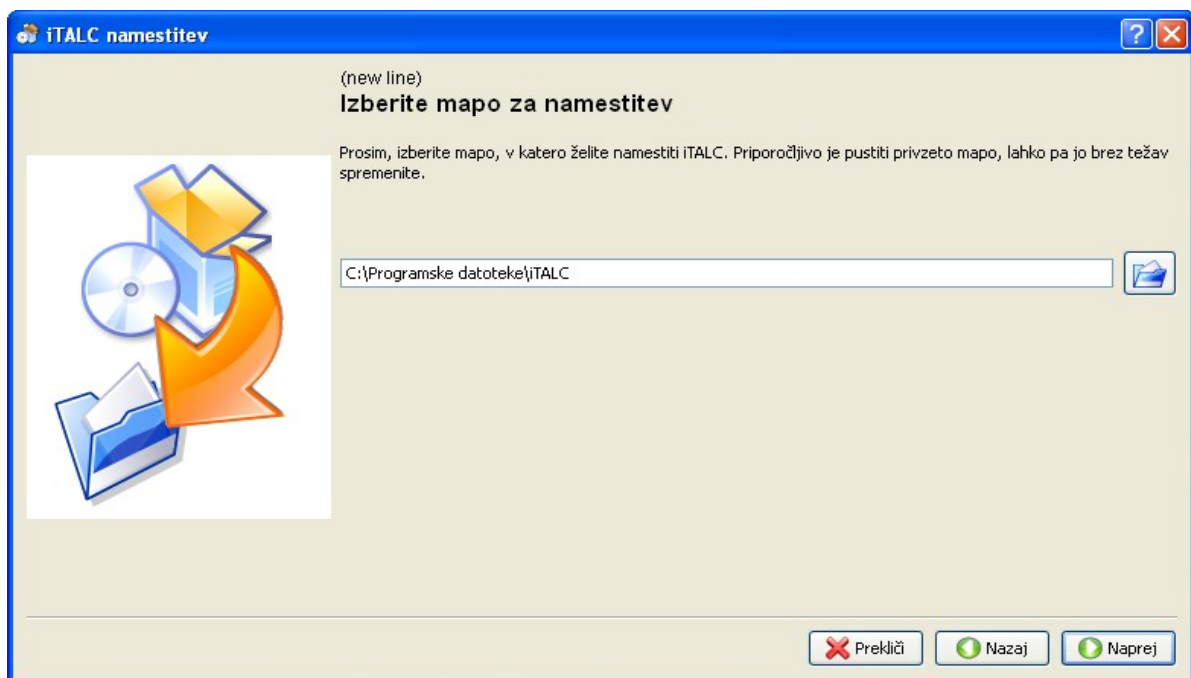 iTALC namestitev
(new line)
Izberite mapo za namestitev
Prosim, izberite mapo, v katero želite namestiti iTALC. Priporočljivo je pustiti privzeto mapo, lahko pa jo brez težav
spremenite.
C:\Programske datoteke\iTALC
Prekliči
Nazaj
Naprej